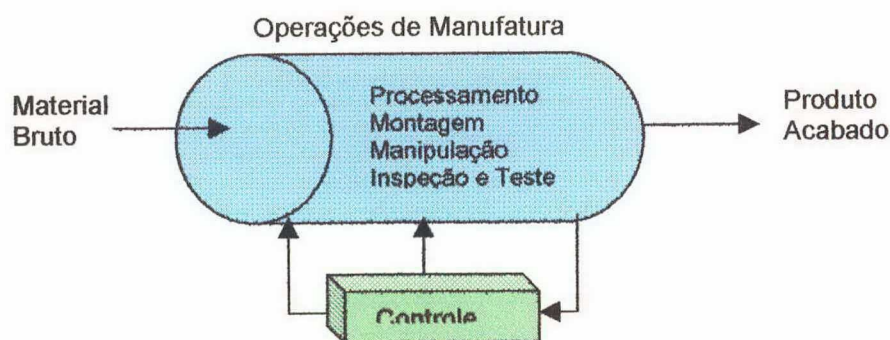 Operações de Manufatura
Material
Bruto
Processamento
Montagem
Manipulação
Inspeção e Teste
Produto
Acabado
Controle